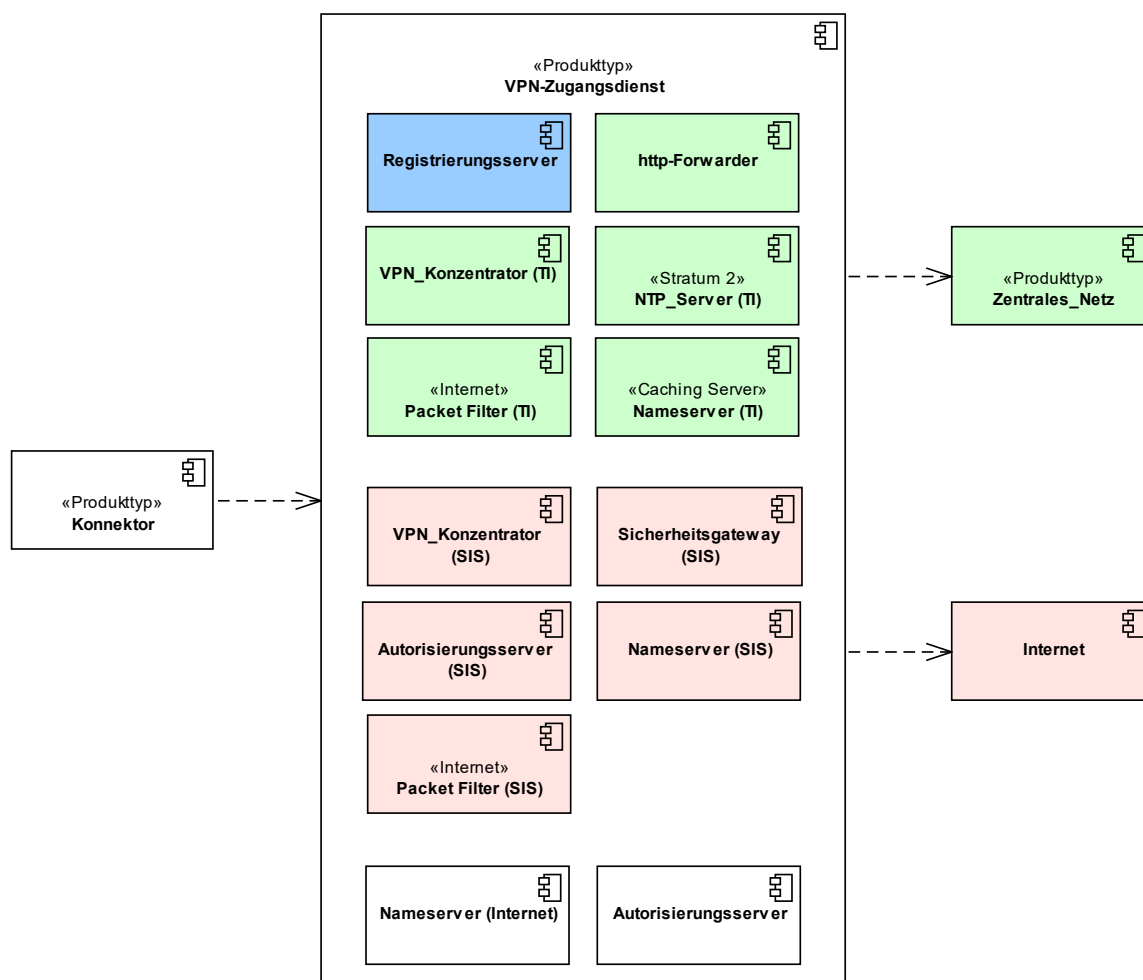 «Produkttyp»
VPN-Zugangsdienst
Registrierungsserver
http-Forwarder
VPN_Konzentrator (TI)
«Stratum 2»
NTP_Server (TI)
«Produkttyp»
Zentrales_Netz
«Internet»
Packet Filter (TI)
«Caching Server»
Nameserver (TI)
«Produkttyp»
Konnektor
VPN_Konzentrator
(SIS)
Sicherheitsgateway
(SIS)
Autorisierungsserver
(SIS)
Nameserver (SIS)
Internet
«Internet»
Packet Filter (SIS)
Nameserver (Internet)
Autorisierungsserver